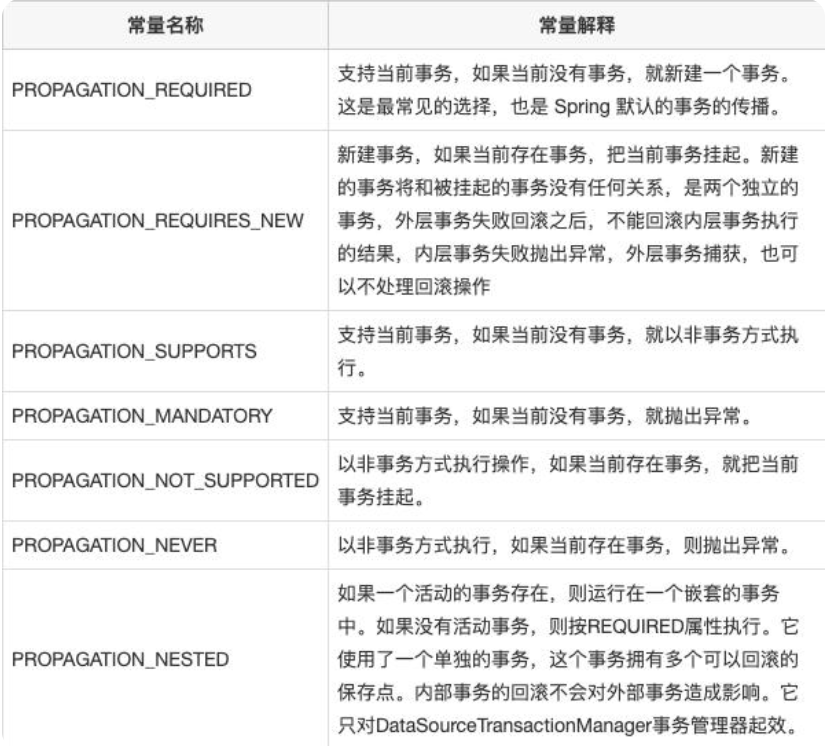 常量名称
常量解释
PROPAGATION_REQUIRED
支持当前事务，如果当前没有事务，就新建一个事务。
这是最常见的选择，也是 Spring 默认的事务的传播。
PROPAGATION_REQUIRES_NEW
新建事务，如果当前存在事务，把当前事务挂起。新建
的事务将和被挂起的事务没有任何关系，是两个独立的
事务，外层事务失败回滚之后，不能回滚内层事务执行
的结果，内层事务失败抛出异常，外层事务捕获，也可
以不处理回滚操作
PROPAGATION_SUPPORTS
支持当前事务，如果当前没有事务，就以非事务方式执
行。
PROPAGATION_MANDATORY
支持当前事务，如果当前没有事务，就抛出异常。
PROPAGATION_NOT_SUPPORTED
以非事务方式执行操作，如果当前存在事务，就把当前
事务挂起。
PROPAGATION_NEVER
以非事务方式执行，如果当前存在事务，则抛出异常。
PROPAGATION_NESTED
如果一个活动的事务存在，则运行在一个嵌套的事务
中。如果没有活动事务，则按REQUIRED属性执行。它
使用了一个单独的事务，这个事务拥有多个可以回滚的
保存点。内部事务的回滚不会对外部事务造成影响。它
只对DataSourceTransactionManager事务管理器起效。